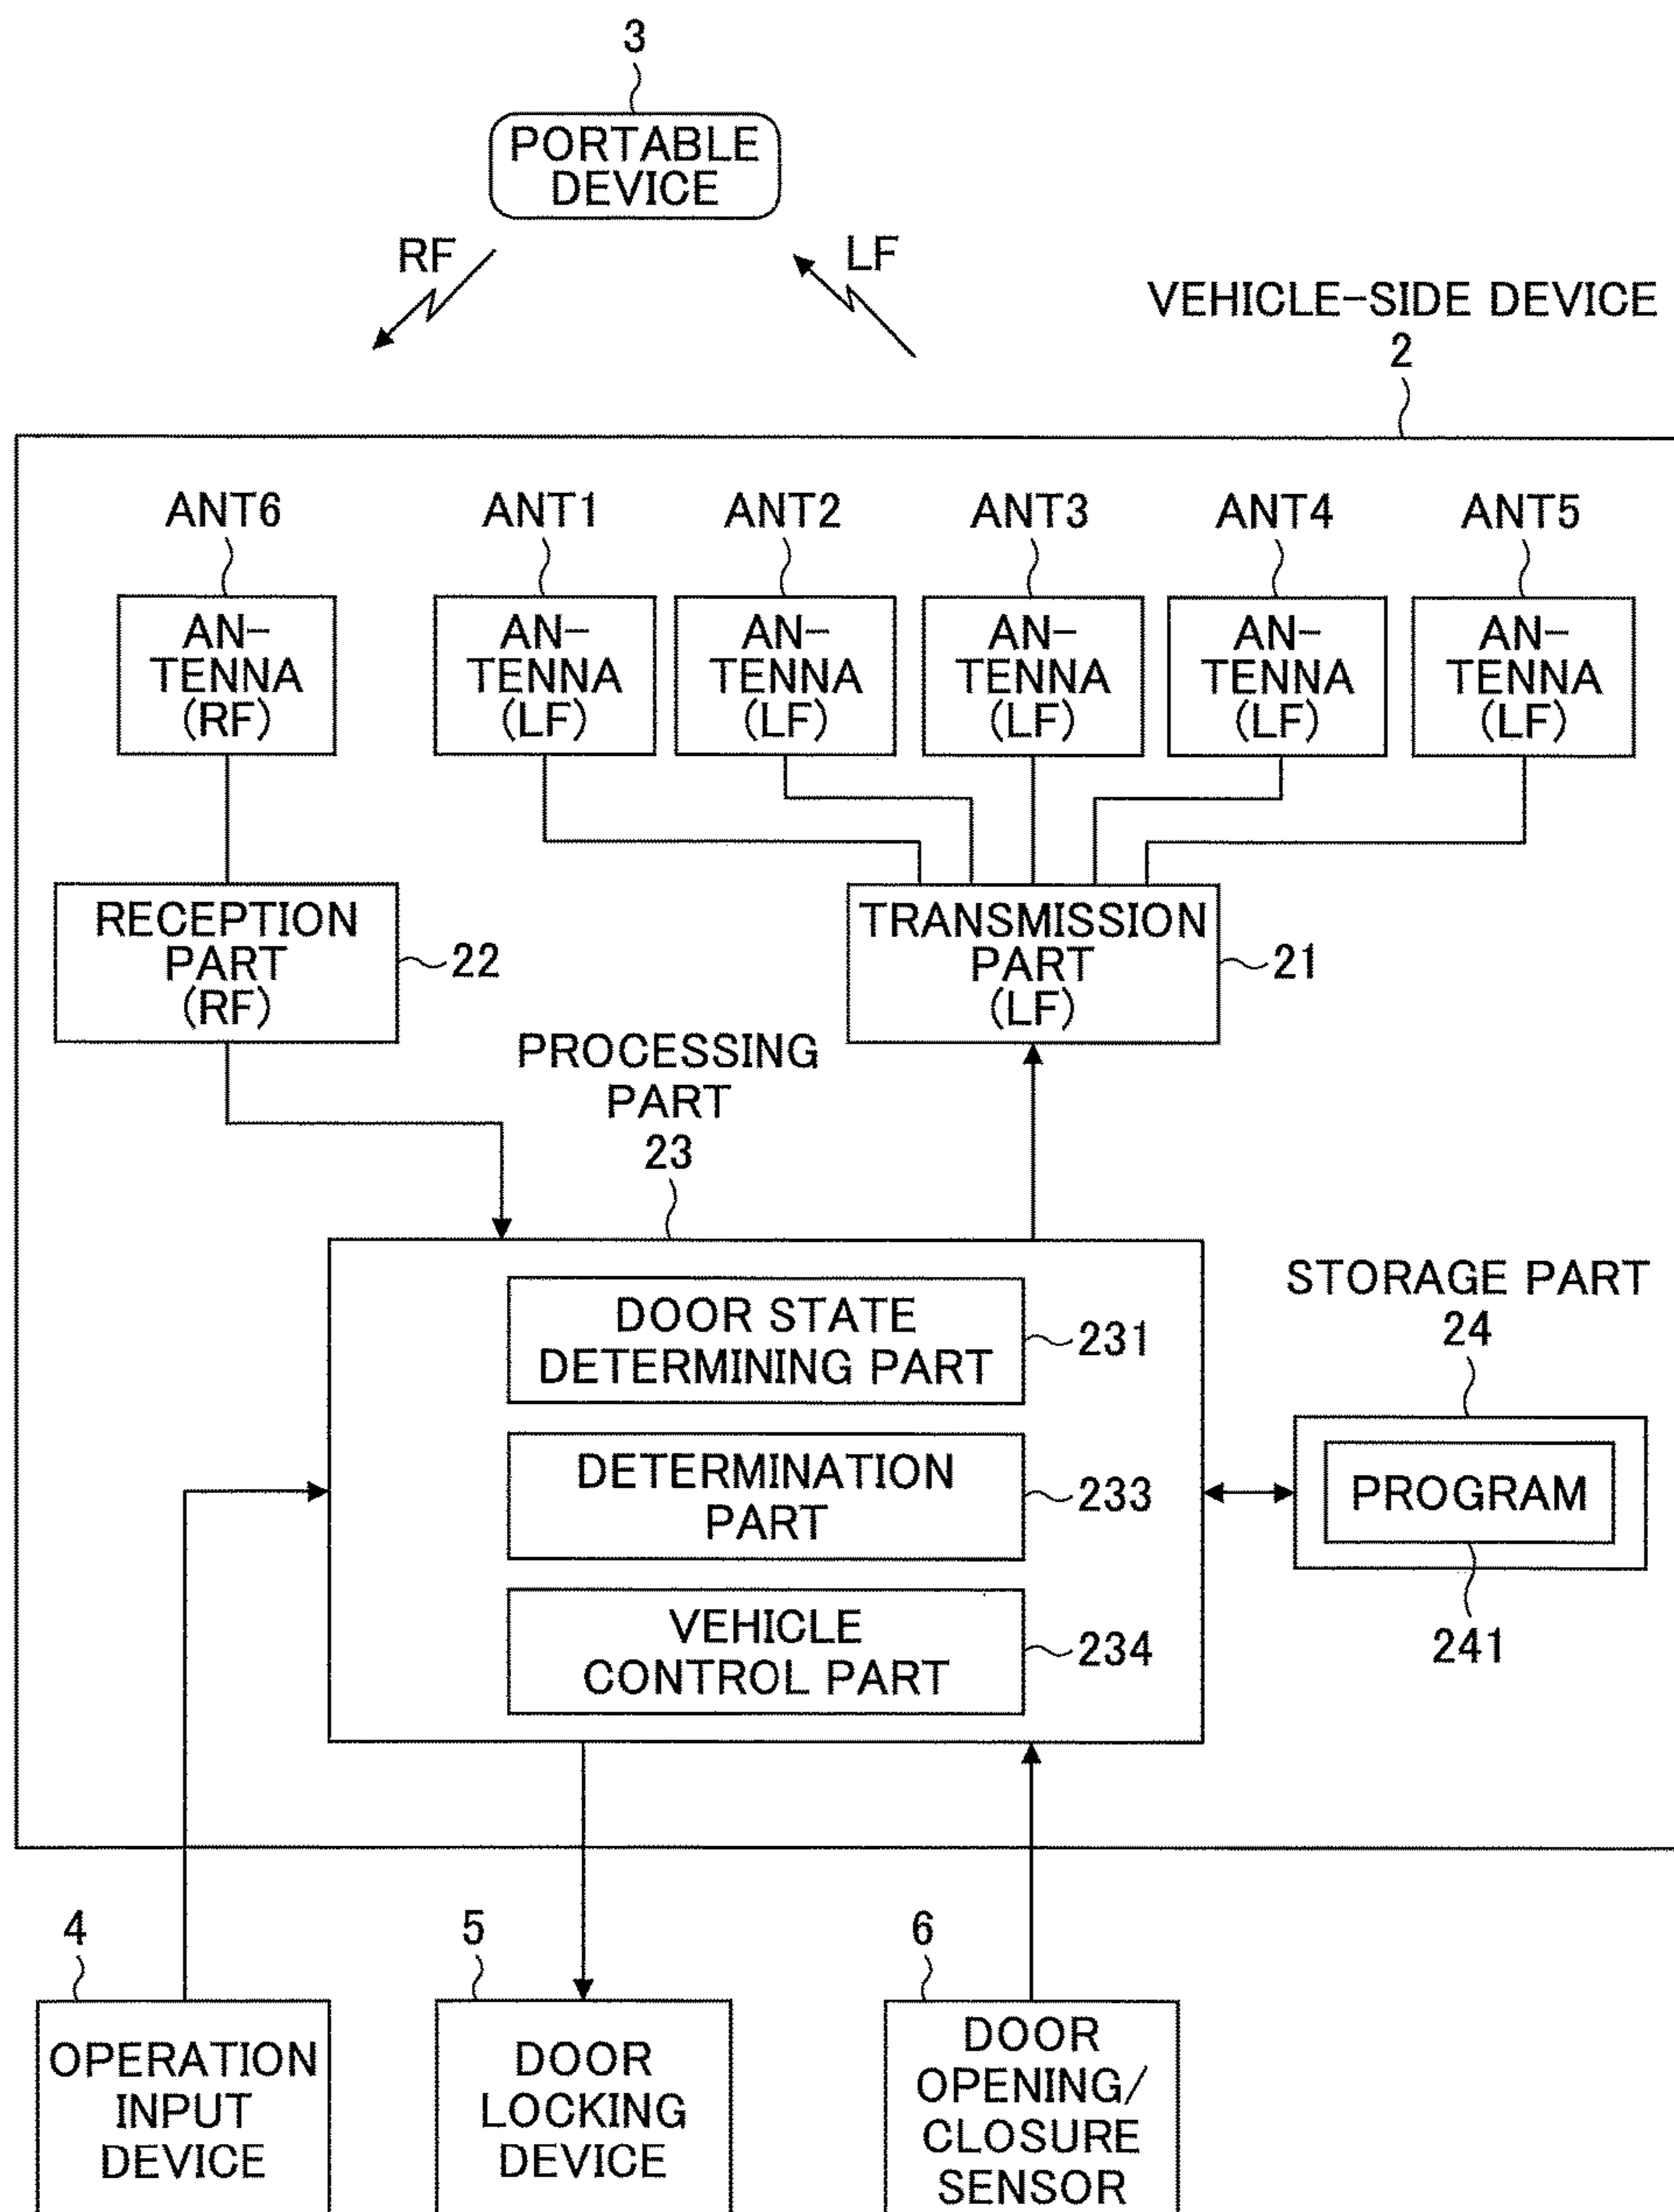 3
PORTABLE
DEVICE
RF
LF
VEHICLE-SIDE DEVICE
2
ANT6
ANT1
ANT2
ANT3
ANT4
ANT5
AN-
TENNA
(RF)
AN-
TENNA
(LF)
AN-
TENNA
(LF)
AN-
TENNA
(LF)
AN-
TENNA
(LF)
AN-
TENNA
(LF)
RECEPTION
PART
(RF)
22
TRANSMISSION
PART
(LF)
21
PROCESSING
PART
23
DOOR STATE
DETERMINING PART
231
DETERMINATION
PART
233
VEHICLE
CONTROL PART
234
STORAGE PART
24
PROGRAM
241
4
OPERATION
INPUT
DEVICE
5
DOOR
LOCKING
DEVICE
6
DOOR
OPENING/
CLOSURE
SENSOR